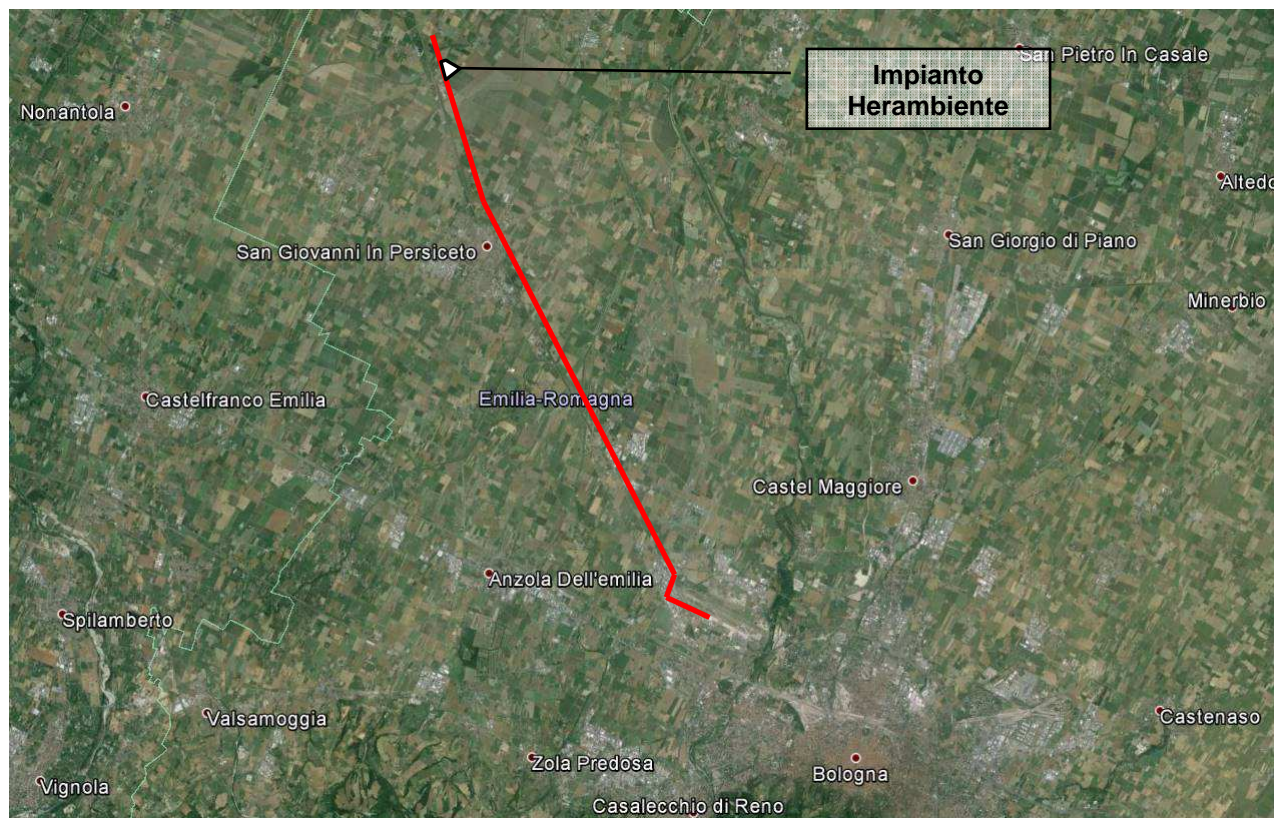 Impianto
Herambiente
San Pietro In Casale
Nonantola
Altedo
San Giovanni In Persiceto
San Giorgio di Piano
Minerbio
Castelfranco Emilia
Emilia-Romagna
Castel Maggiore
Anzola Dell'emilia
Spilamberto
Valsamoggia
Castenaso
Zola Predosa
Bologna
Vignola
Casalecchio di Reno